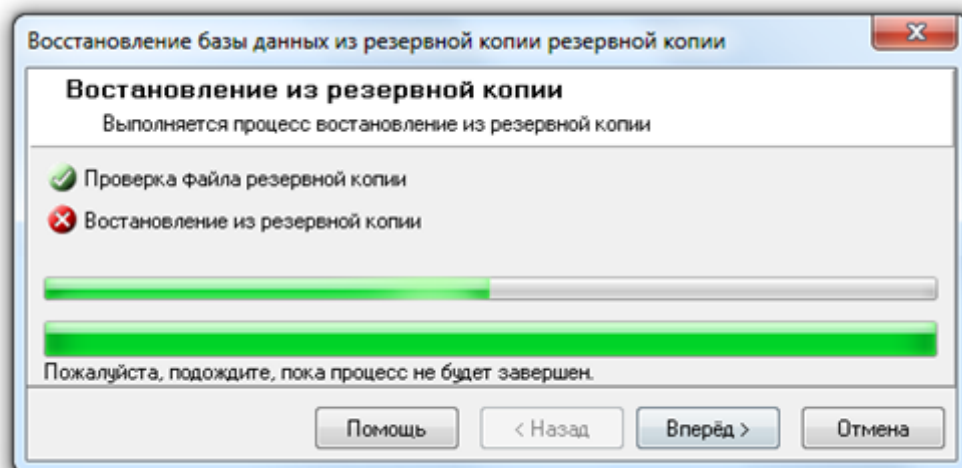 Восстановление базы данных из резервной копии резервной копии
Востановление из резервной копии
Выполняется процесс востановление из резервной копии
Проверка файла резервной копии
Востановление из резервной копии
Пожалуйста, подождите, пока процесс не будет завершен.
Помощь
< Назад
Вперёд >
Отмена